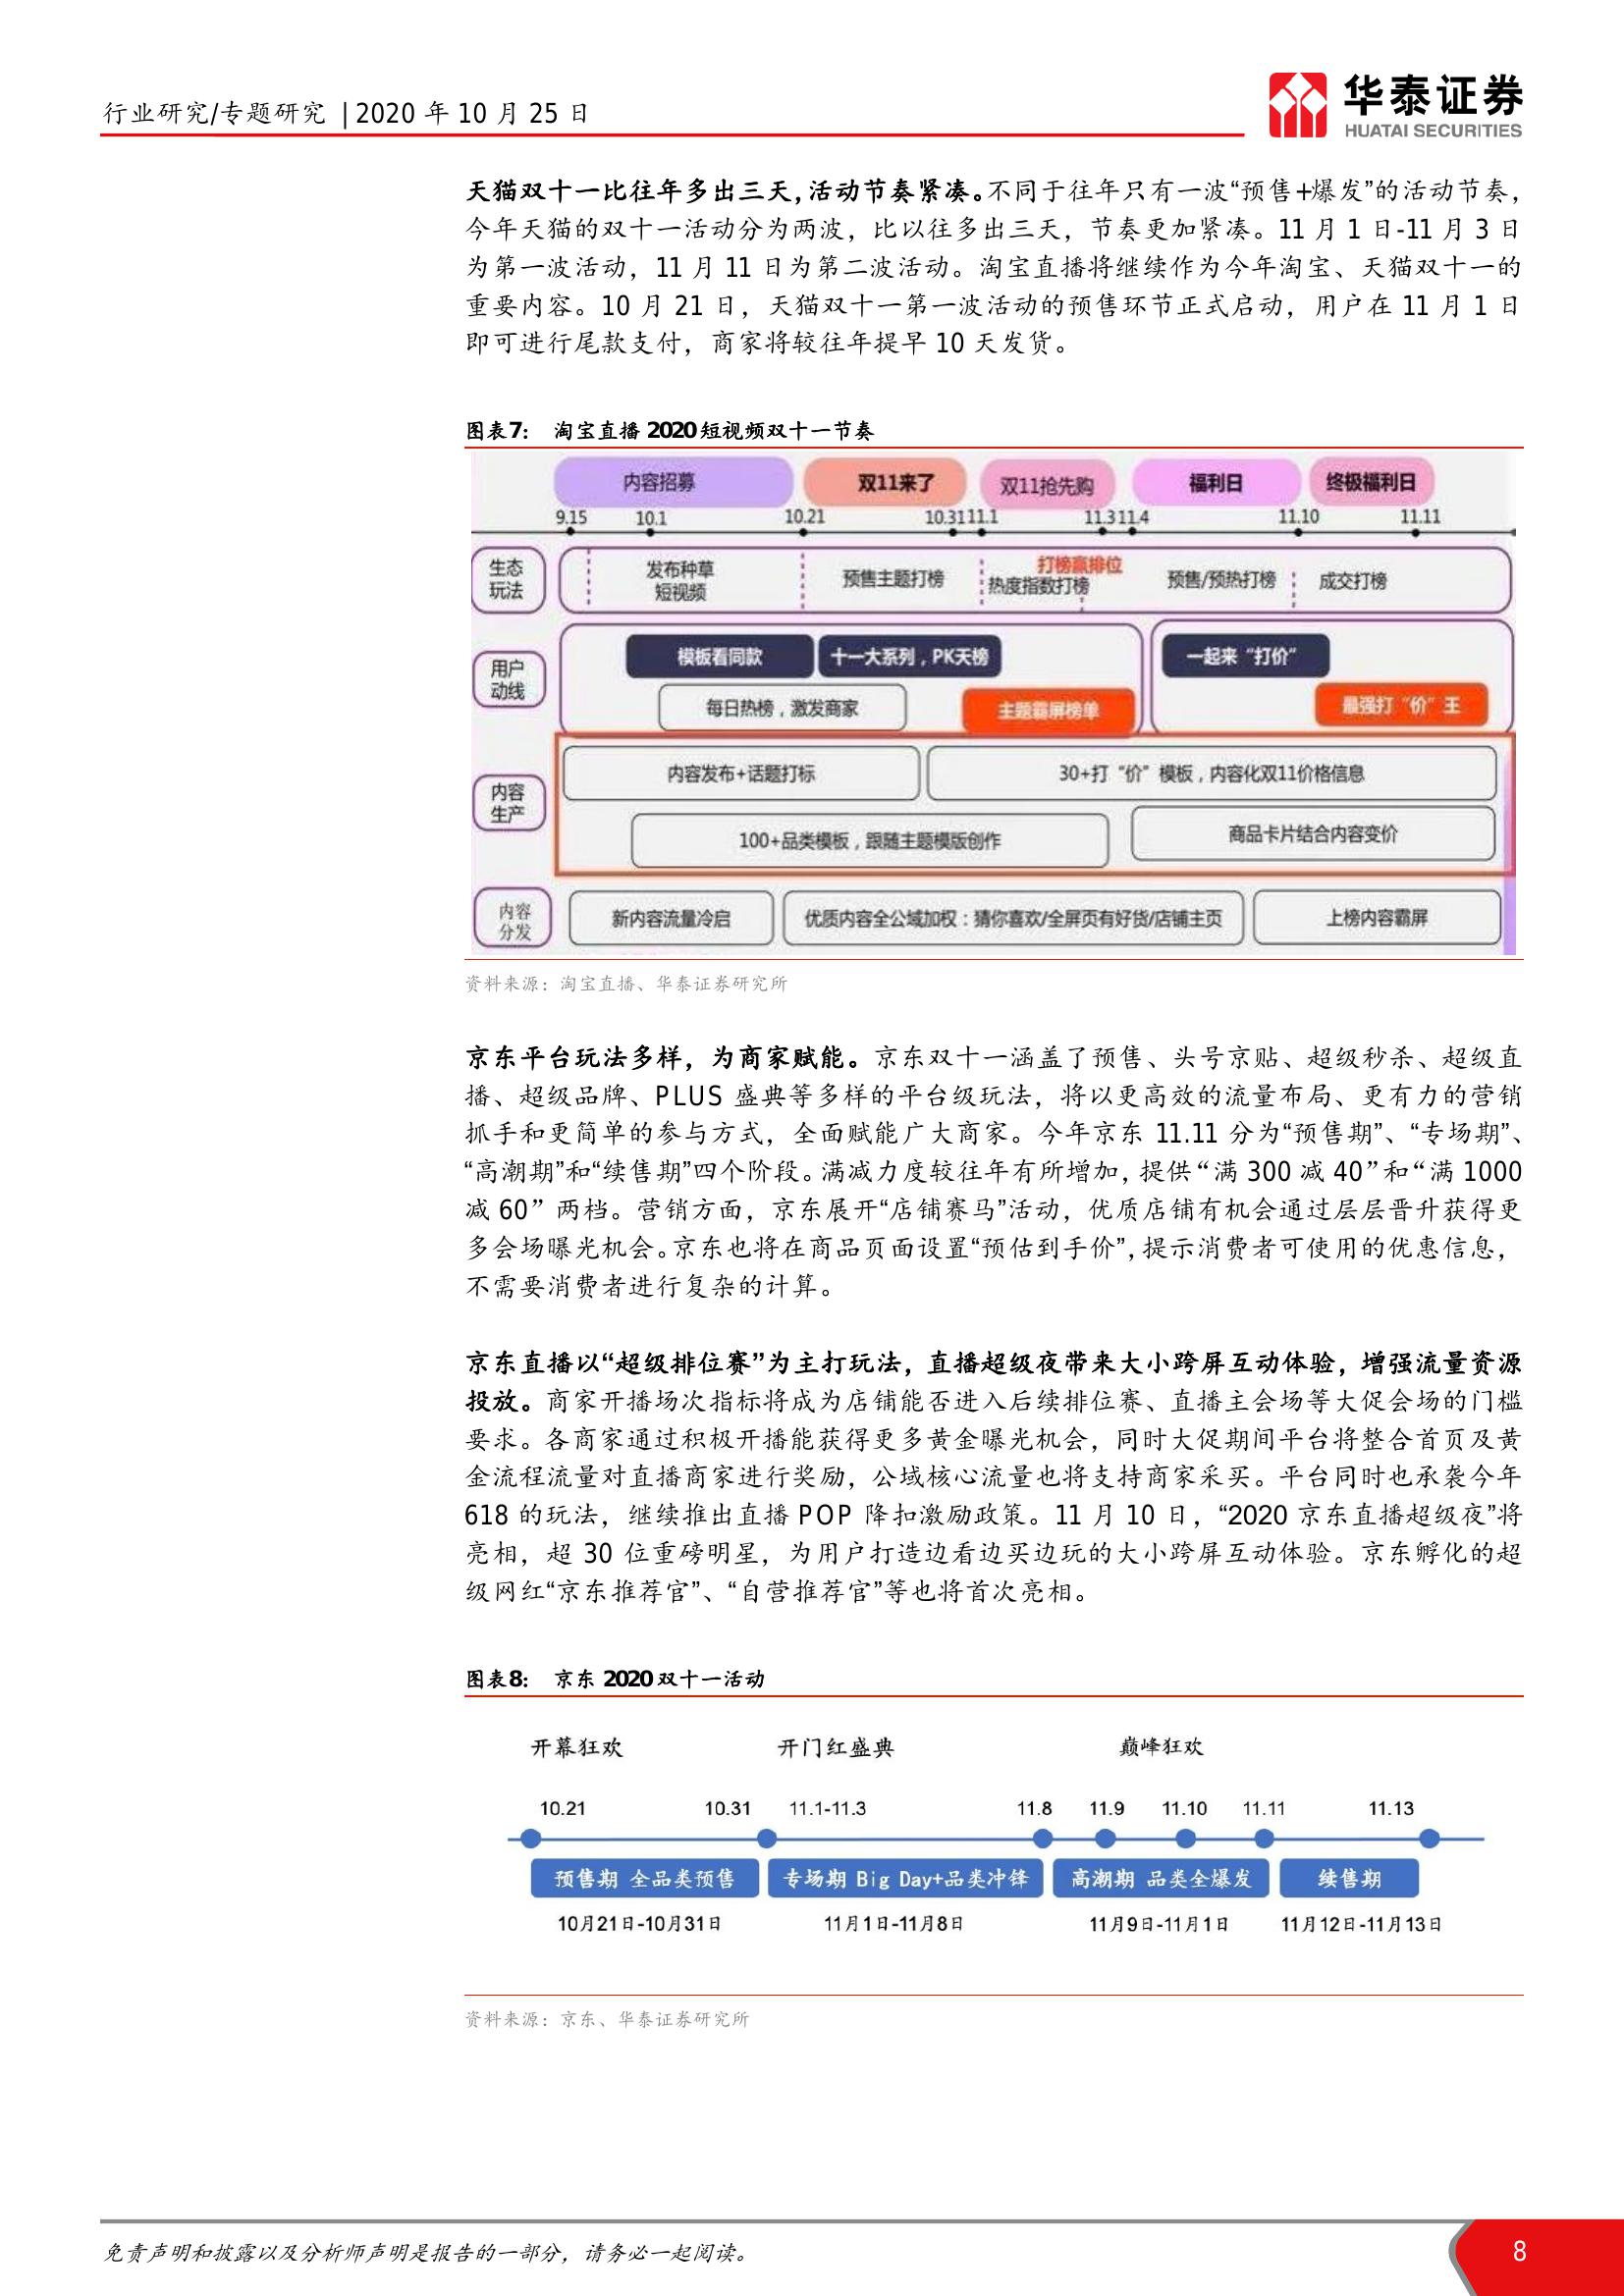 行业研究/专题研究 | 2020 年 10 月 25 日
华泰证券
HUATAI SECURITIES
天猫双十一比往年多出三天，活动节奏紧凑。不同于往年只有一波“预售+爆发”的活动节奏，
今年天猫的双十一活动分为两波，比以往多出三天，节奏更加紧凑。11 月 1 日-11 月 3 日
为第一波活动，11 月 11 日为第二波活动。淘宝直播将继续作为今年淘宝、天猫双十一的
重要内容。10 月 21 日，天猫双十一第一波活动的预售环节正式启动，用户在 11 月 1 日
即可进行尾款支付，商家将较往年提早 10 天发货。
图表7： 淘宝直播 2020 短视频双十一节奏
内容招募 双11来了 双11抢先购 福利日 终极福利日
9.15 10.1 10.21 10.31 11.1 11.3 11.4 11.10 11.11
生态
玩法
发布种草
短视频
预售主题打榜
打榜赢排位
热度指数打榜
预售/预热打榜
成交打榜
用户
动线
模板看同款 十一大系列，PK天榜 一起来“打价”
每日热榜，激发商家 主题霸屏榜单 最强打“价”王
内容
生产
内容发布+话题打标 30+打“价”模板，内容化双11价格信息
100+品类模板，跟随主题模版创作 商品卡片结合内容变价
内容
分发
新内容流量冷启 优质内容全公域加权：猜你喜欢/全屏页有好货/店铺主页 上榜内容霸屏
资料来源：淘宝直播、华泰证券研究所
京东平台玩法多样，为商家赋能。京东双十一涵盖了预售、头号京贴、超级秒杀、超级直
播、超级品牌、PLUS 盛典等多样的平台级玩法，将以更高效的流量布局、更有力的营销
抓手和更简单的参与方式，全面赋能广大商家。今年京东 11.11 分为“预售期”、“专场期”、
“高潮期”和“续售期”四个阶段。满减力度较往年有所增加，提供“满 300 减 40”和“满 1000
减 60” 两档。营销方面，京东展开“店铺赛马”活动，优质店铺有机会通过层层晋升获得更
多会场曝光机会。京东也将在商品页面设置“预估到手价”，提示消费者可使用的优惠信息，
不需要消费者进行复杂的计算。
京东直播以“超级排位赛”为主打玩法，直播超级夜带来大小跨屏互动体验，增强流量资源
投放。商家开播场次指标将成为店铺能否进入后续排位赛、直播主会场等大促会场的门槛
要求。各商家通过积极开播能获得更多黄金曝光机会，同时大促期间平台将整合首页及黄
金流程流量对直播商家进行奖励，公域核心流量也将支持商家采买。平台同时也承袭今年
618 的玩法，继续推出直播 POP 降扣激励政策。11 月 10 日，“2020 京东直播超级夜”将
亮相，超 30 位重磅明星，为用户打造边看边买边玩的大小跨屏互动体验。京东孵化的超
级网红“京东推荐官”、“自营推荐官”等也将首次亮相。
图表8： 京东 2020 双十一活动
开幕狂欢 开门红盛典 巅峰狂欢
10.21 10.31 11.1-11.3 11.8 11.9 11.10 11.11 11.13
预售期 全品类预售 专场期 Big Day+品类冲锋 高潮期 品类全爆发 续售期
10月21日-10月31日 11月1日-11月8日 11月9日-11月1日 11月12日-11月13日
资料来源：京东、华泰证券研究所
免责声明和披露以及分析师声明是报告的一部分，请务必一起阅读。
8